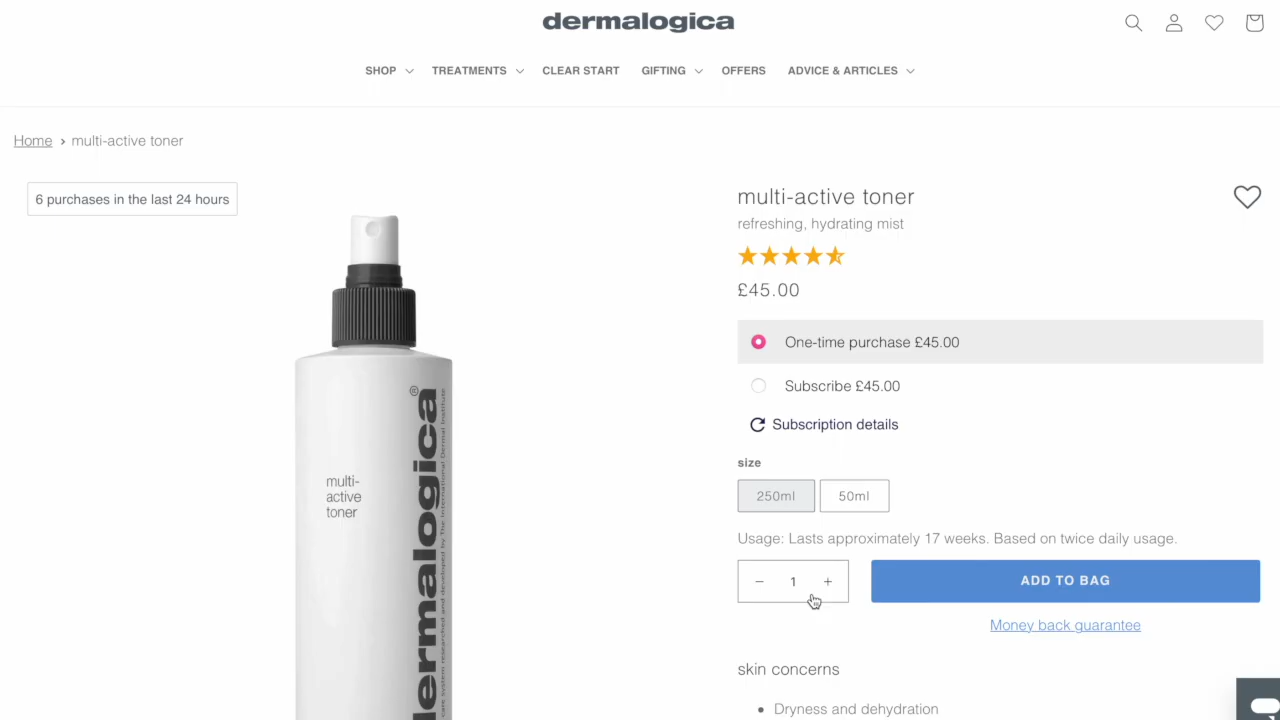 dermalogica
SHOP TREATMENTS CLEAR START GIFTING OFFERS ADVICE & ARTICLES
Home › multi-active toner
6 purchases in the last 24 hours
multi-
active
toner
dermalogica®
multi-active toner
refreshing, hydrating mist
£45.00
One-time purchase £45.00
Subscribe £45.00
Subscription details
size
250ml 50ml
Usage: Lasts approximately 17 weeks. Based on twice daily usage.
− 1 + ADD TO BAG
Money back guarantee
skin concerns
• Dryness and dehydration